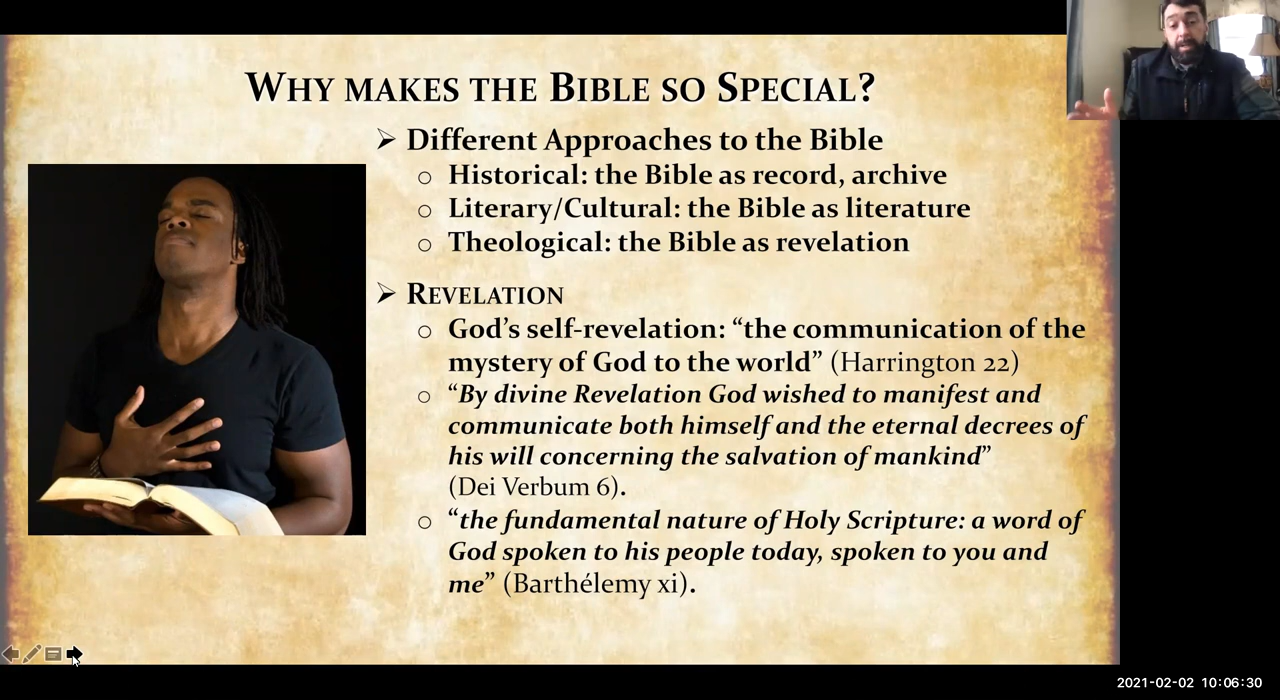 WHY MAKES THE BIBLE SO SPECIAL?
➢ Different Approaches to the Bible
○ Historical: the Bible as record, archive
○ Literary/Cultural: the Bible as literature
○ Theological: the Bible as revelation
➢ REVELATION
○ God’s self-revelation: “the communication of the
mystery of God to the world” (Harrington 22)
○ “By divine Revelation God wished to manifest and
communicate both himself and the eternal decrees of
his will concerning the salvation of mankind”
(Dei Verbum 6).
○ “the fundamental nature of Holy Scripture: a word of
God spoken to his people today, spoken to you and
me” (Barthélemy xi).
2021-02-02 10:06:30